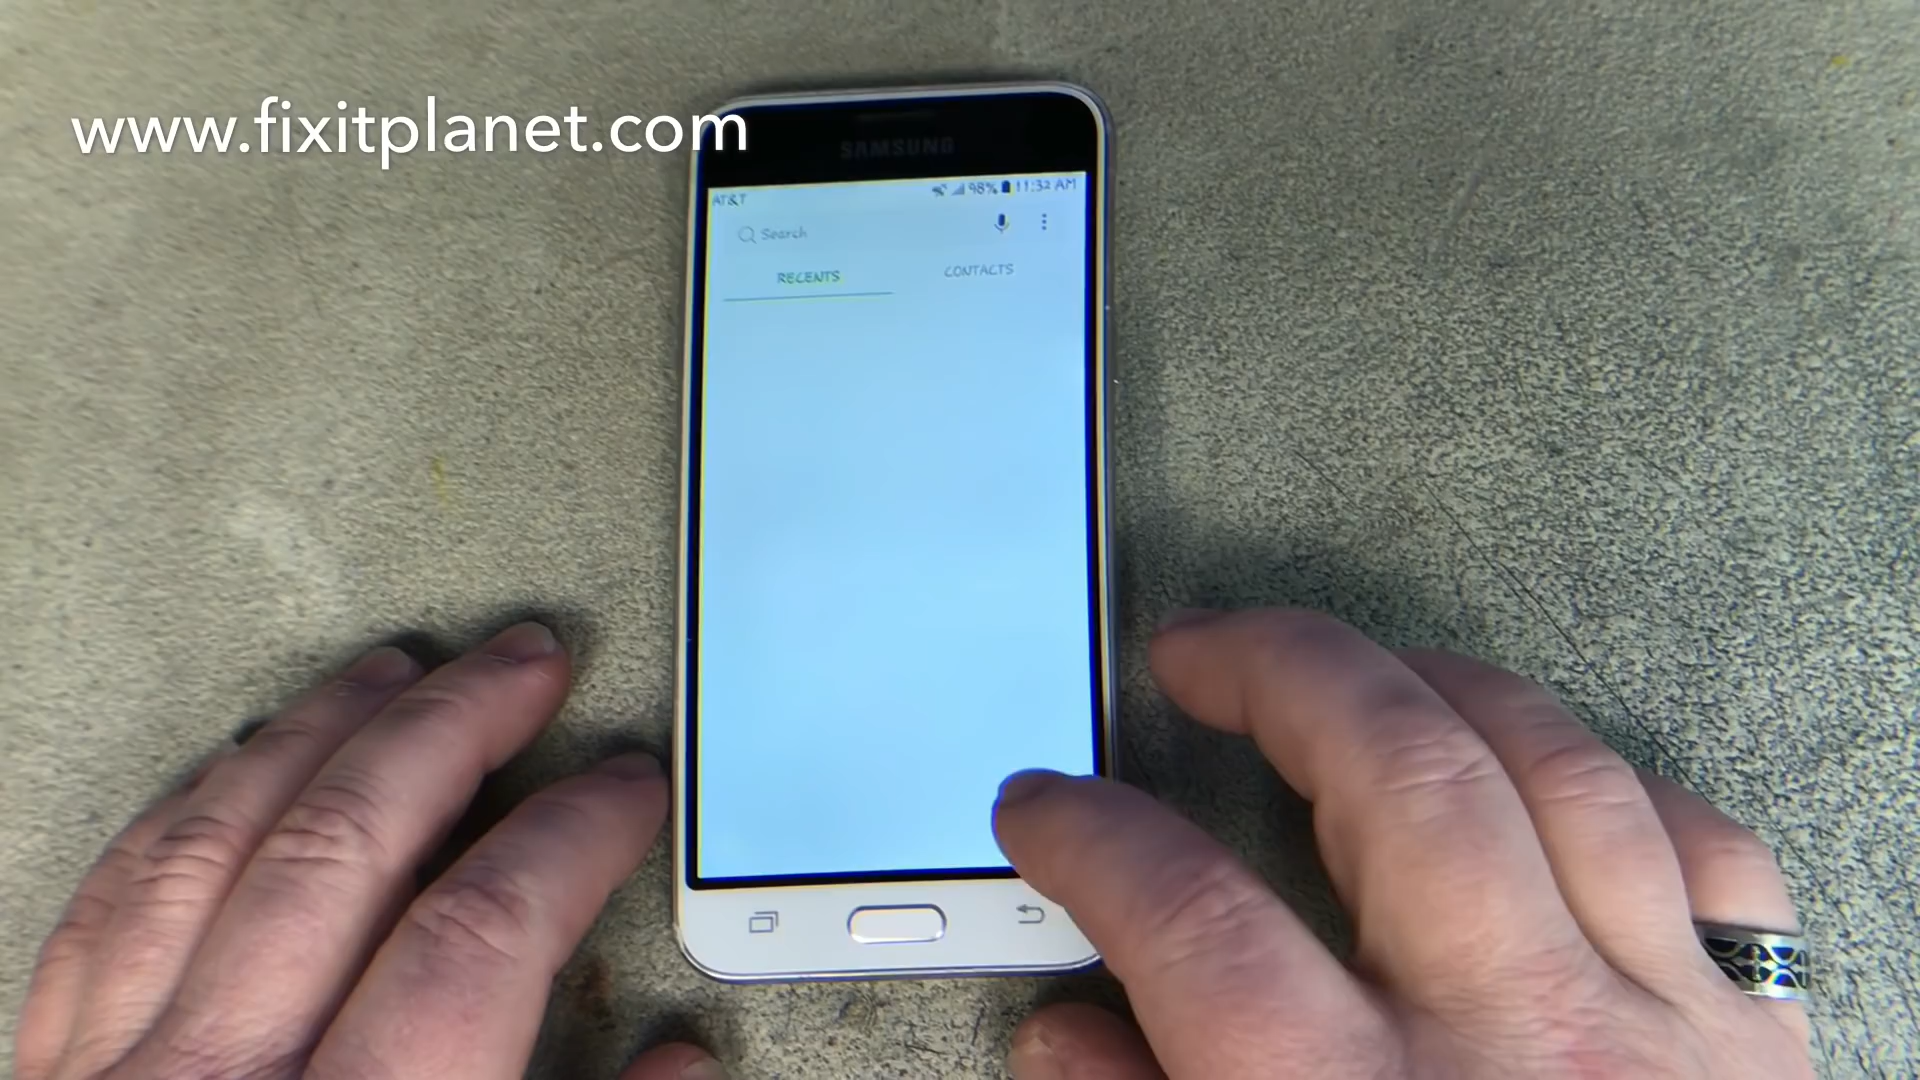 www.fixitplanet.com
SAMSUNG
AT&T 98% 11:32 AM
Search
RECENTS CONTACTS